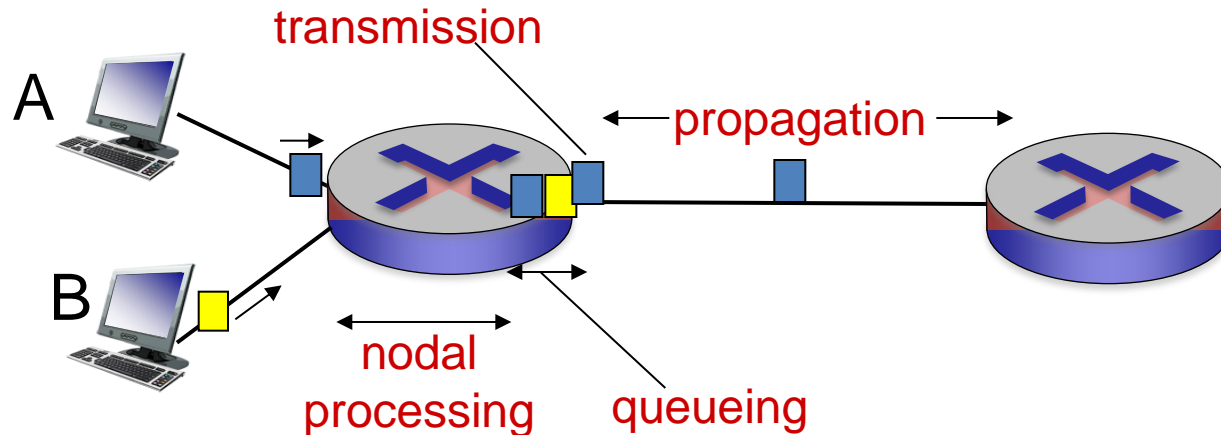 transmission
A
propagation
B
nodal
processing
queueing